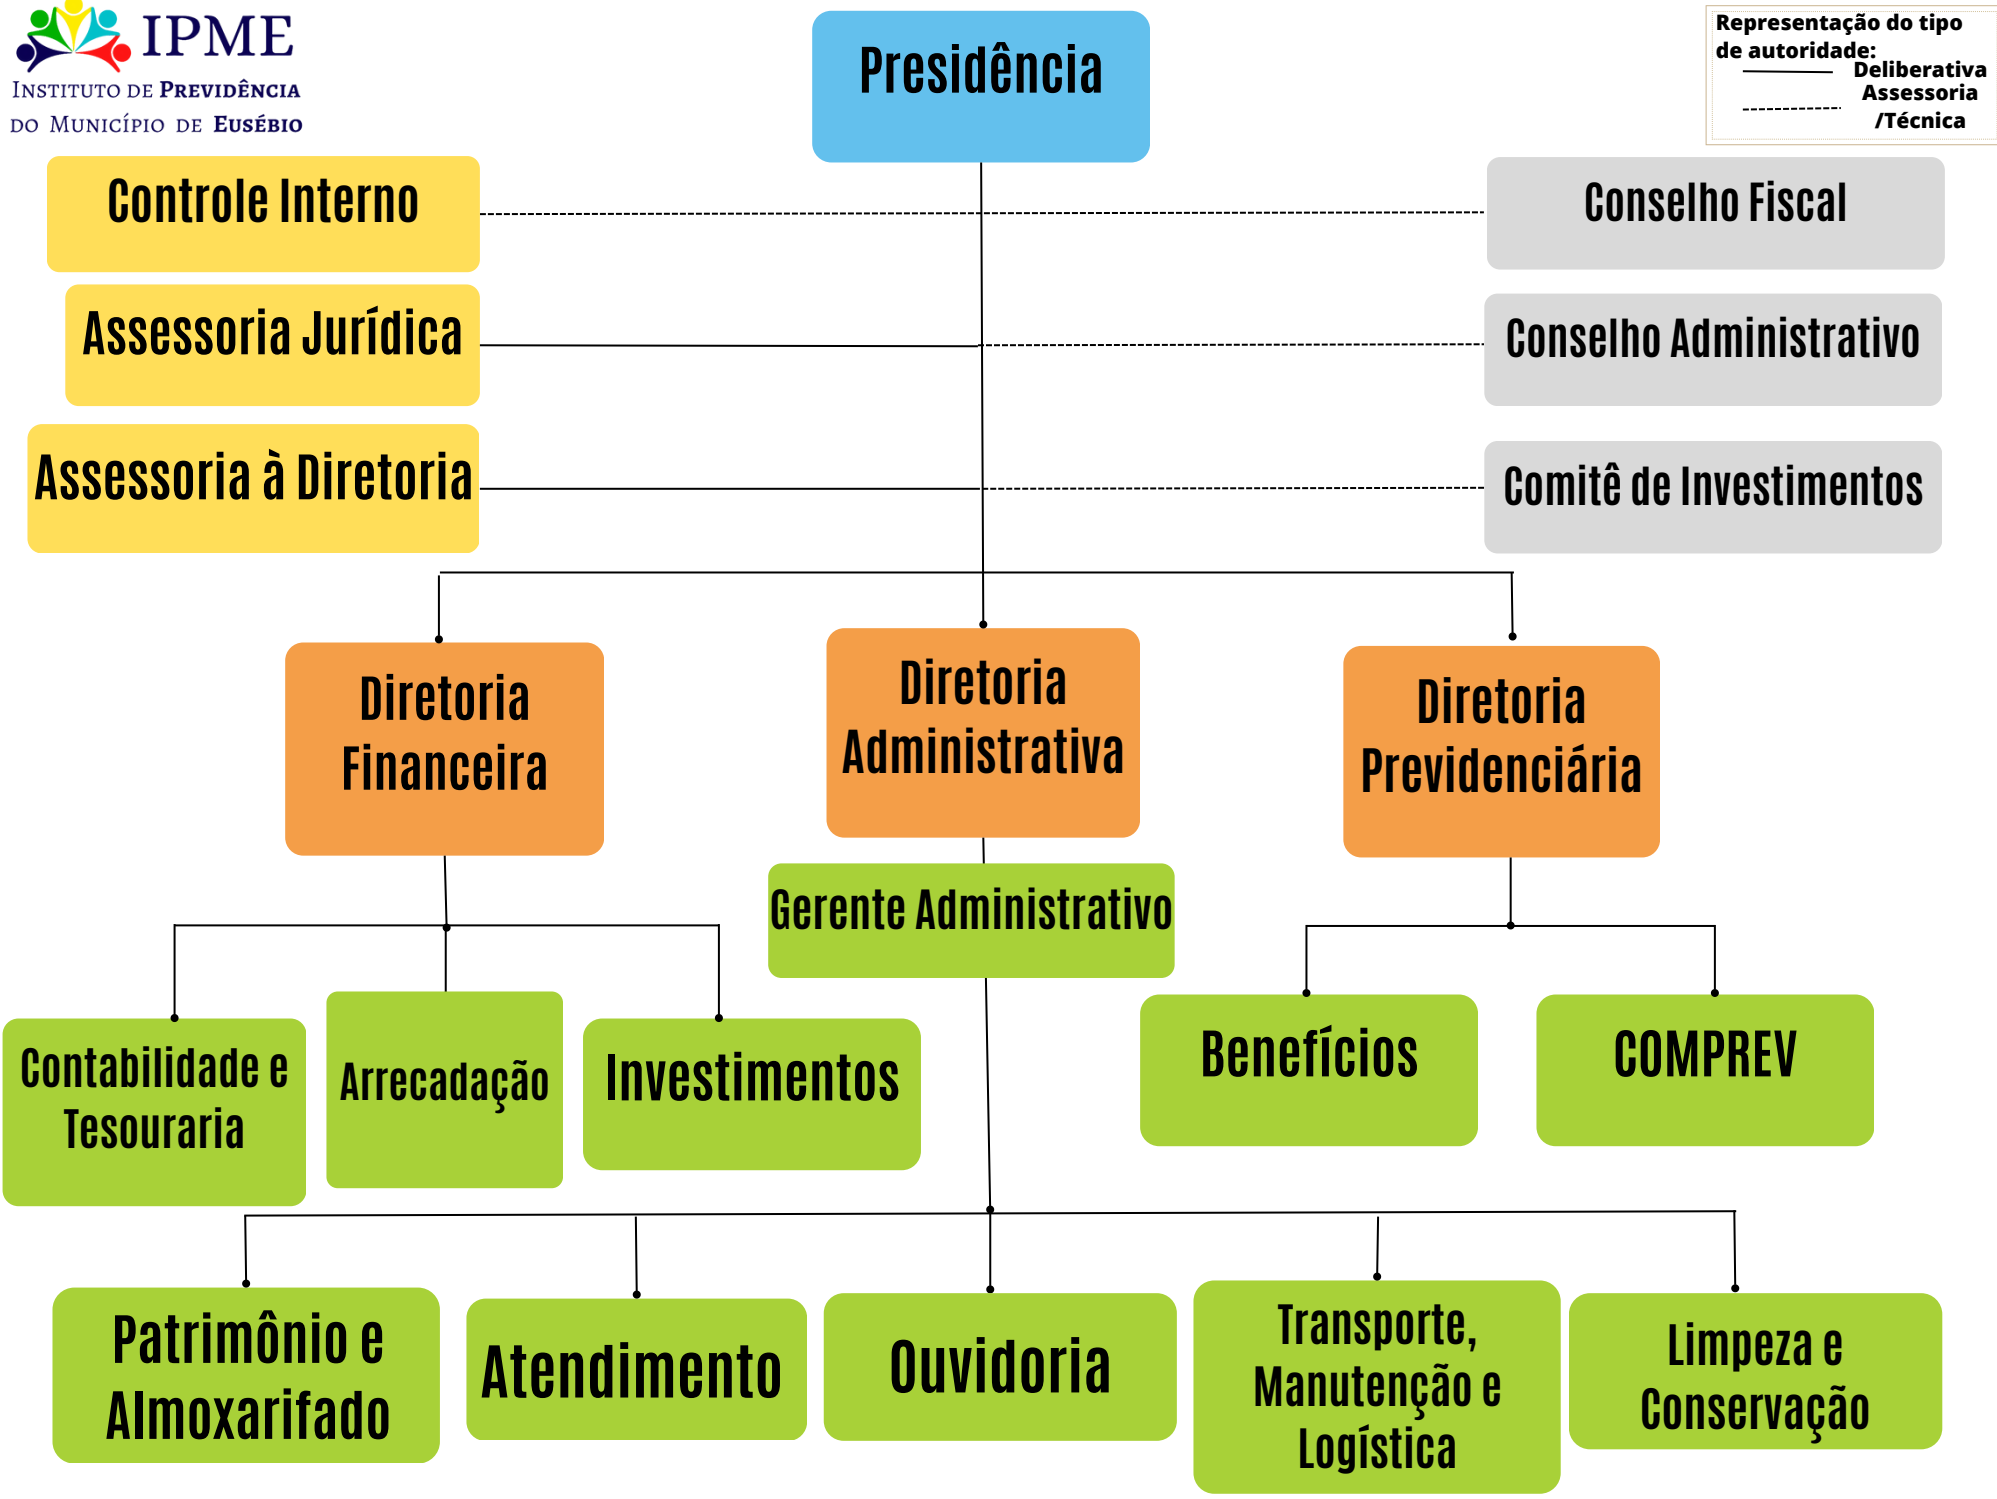 IPME
Instituto de Previdência
do Município de Eusébio
Presidência
Representação do tipo
de autoridade:
Deliberativa
Assessoria
/Técnica
Controle Interno
Conselho Fiscal
Assessoria Jurídica
Conselho Administrativo
Assessoria à Diretoria
Comitê de Investimentos
Diretoria
Financeira
Diretoria
Administrativa
Diretoria
Previdenciária
Gerente Administrativo
Contabilidade e
Tesouraria
Arrecadação
Investimentos
Benefícios
COMPREV
Patrimônio e
Almoxarifado
Atendimento
Ouvidoria
Transporte,
Manutenção e
Logística
Limpeza e
Conservação